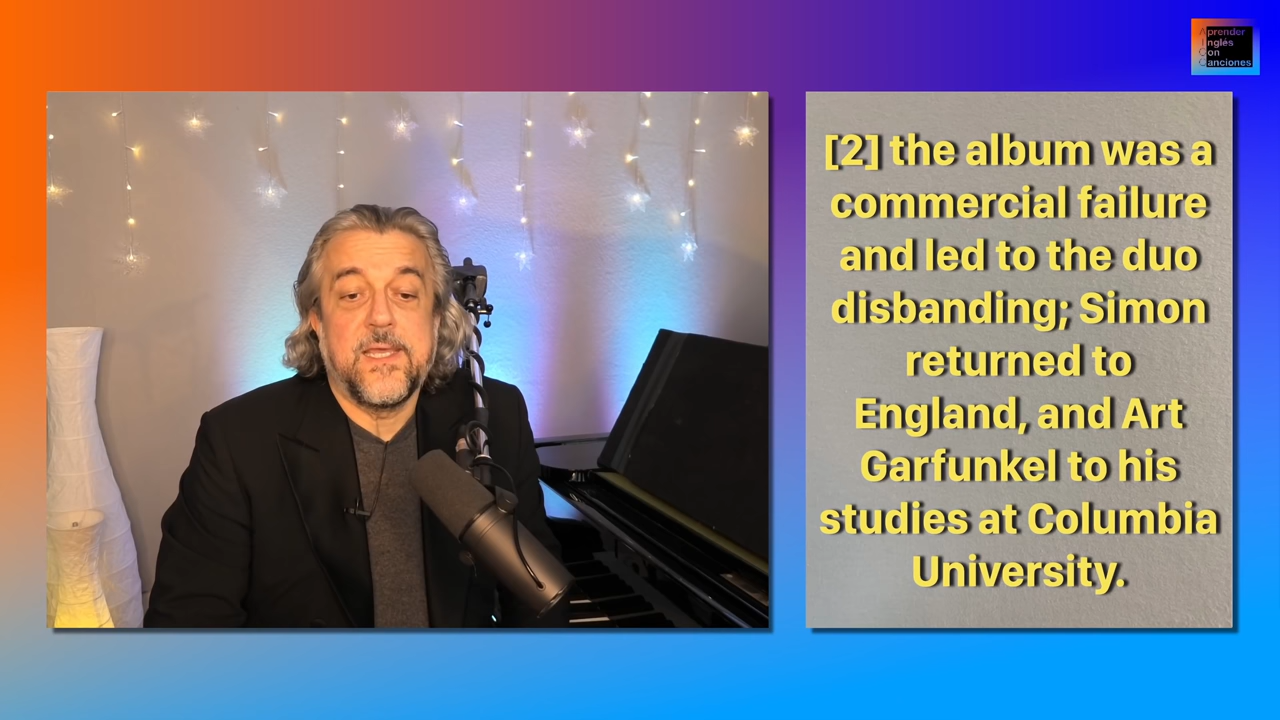 Aprender
Inglés
Con
Canciones
[2] the album was a
commercial failure
and led to the duo
disbanding; Simon
returned to
England, and Art
Garfunkel to his
studies at Columbia
University.